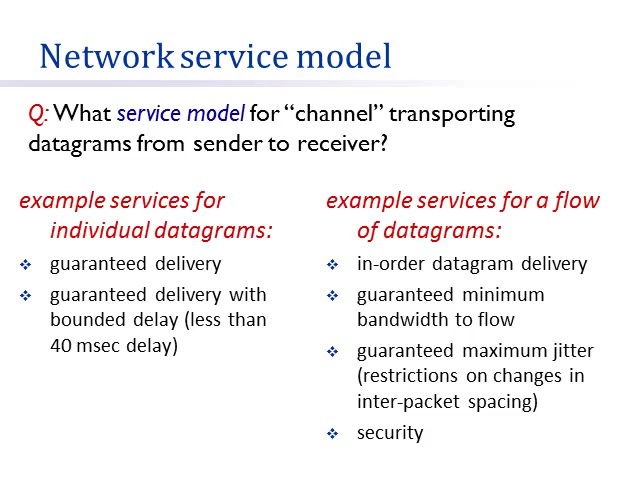 Network service model
Q: What service model for “channel” transporting
datagrams from sender to receiver?
example services for
individual datagrams:
❖ guaranteed delivery
❖ guaranteed delivery with
bounded delay (less than
40 msec delay)
example services for a flow
of datagrams:
❖ in-order datagram delivery
❖ guaranteed minimum
bandwidth to flow
❖ guaranteed maximum jitter
(restrictions on changes in
inter-packet spacing)
❖ security